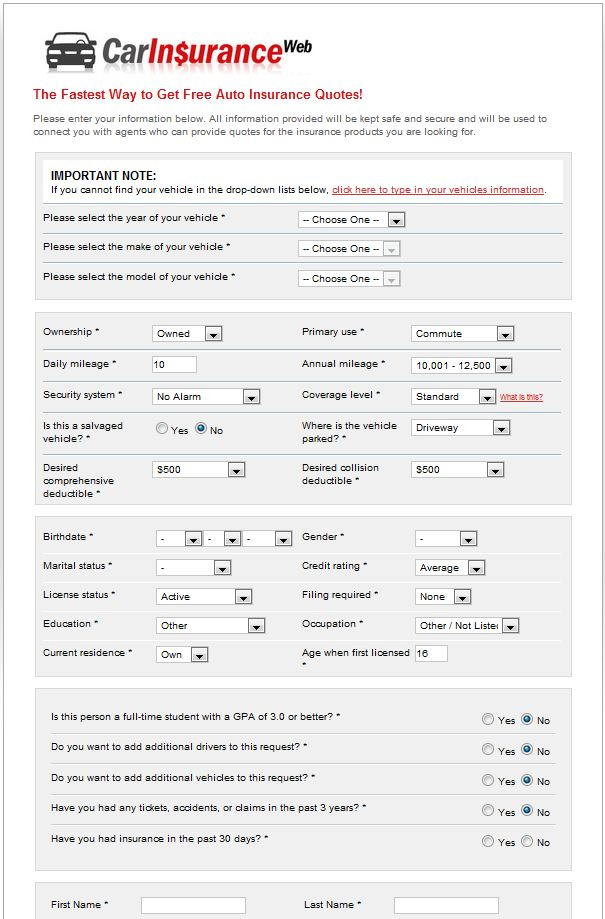 CarIn$uranceWeb
The Fastest Way to Get Free Auto Insurance Quotes!
Please enter your information below. All information provided will be kept safe and secure and will be used to
connect you with agents who can provide quotes for the insurance products you are looking for.
IMPORTANT NOTE:
If you cannot find your vehicle in the drop-down lists below, click here to type in your vehicles information.
Please select the year of your vehicle * -- Choose One --
Please select the make of your vehicle * -- Choose One --
Please select the model of your vehicle * -- Choose One --
Ownership * Owned Primary use * Commute
Daily mileage * 10 Annual mileage * 10,001 - 12,500
Security system * No Alarm Coverage level * Standard What is this?
Is this a salvaged Where is the vehicle
vehicle? * Yes No parked? * Driveway
Desired $500 Desired collision $500
comprehensive deductible *
deductible *
Birthdate * - - - Gender * -
Marital status * - Credit rating * Average
License status * Active Filing required * None
Education * Other Occupation * Other / Not Listed
Current residence * Own Age when first licensed 16
*
Is this person a full-time student with a GPA of 3.0 or better? * Yes No
Do you want to add additional drivers to this request? * Yes No
Do you want to add additional vehicles to this request? * Yes No
Have you had any tickets, accidents, or claims in the past 3 years? * Yes No
Have you had insurance in the past 30 days? * Yes No
First Name * Last Name *